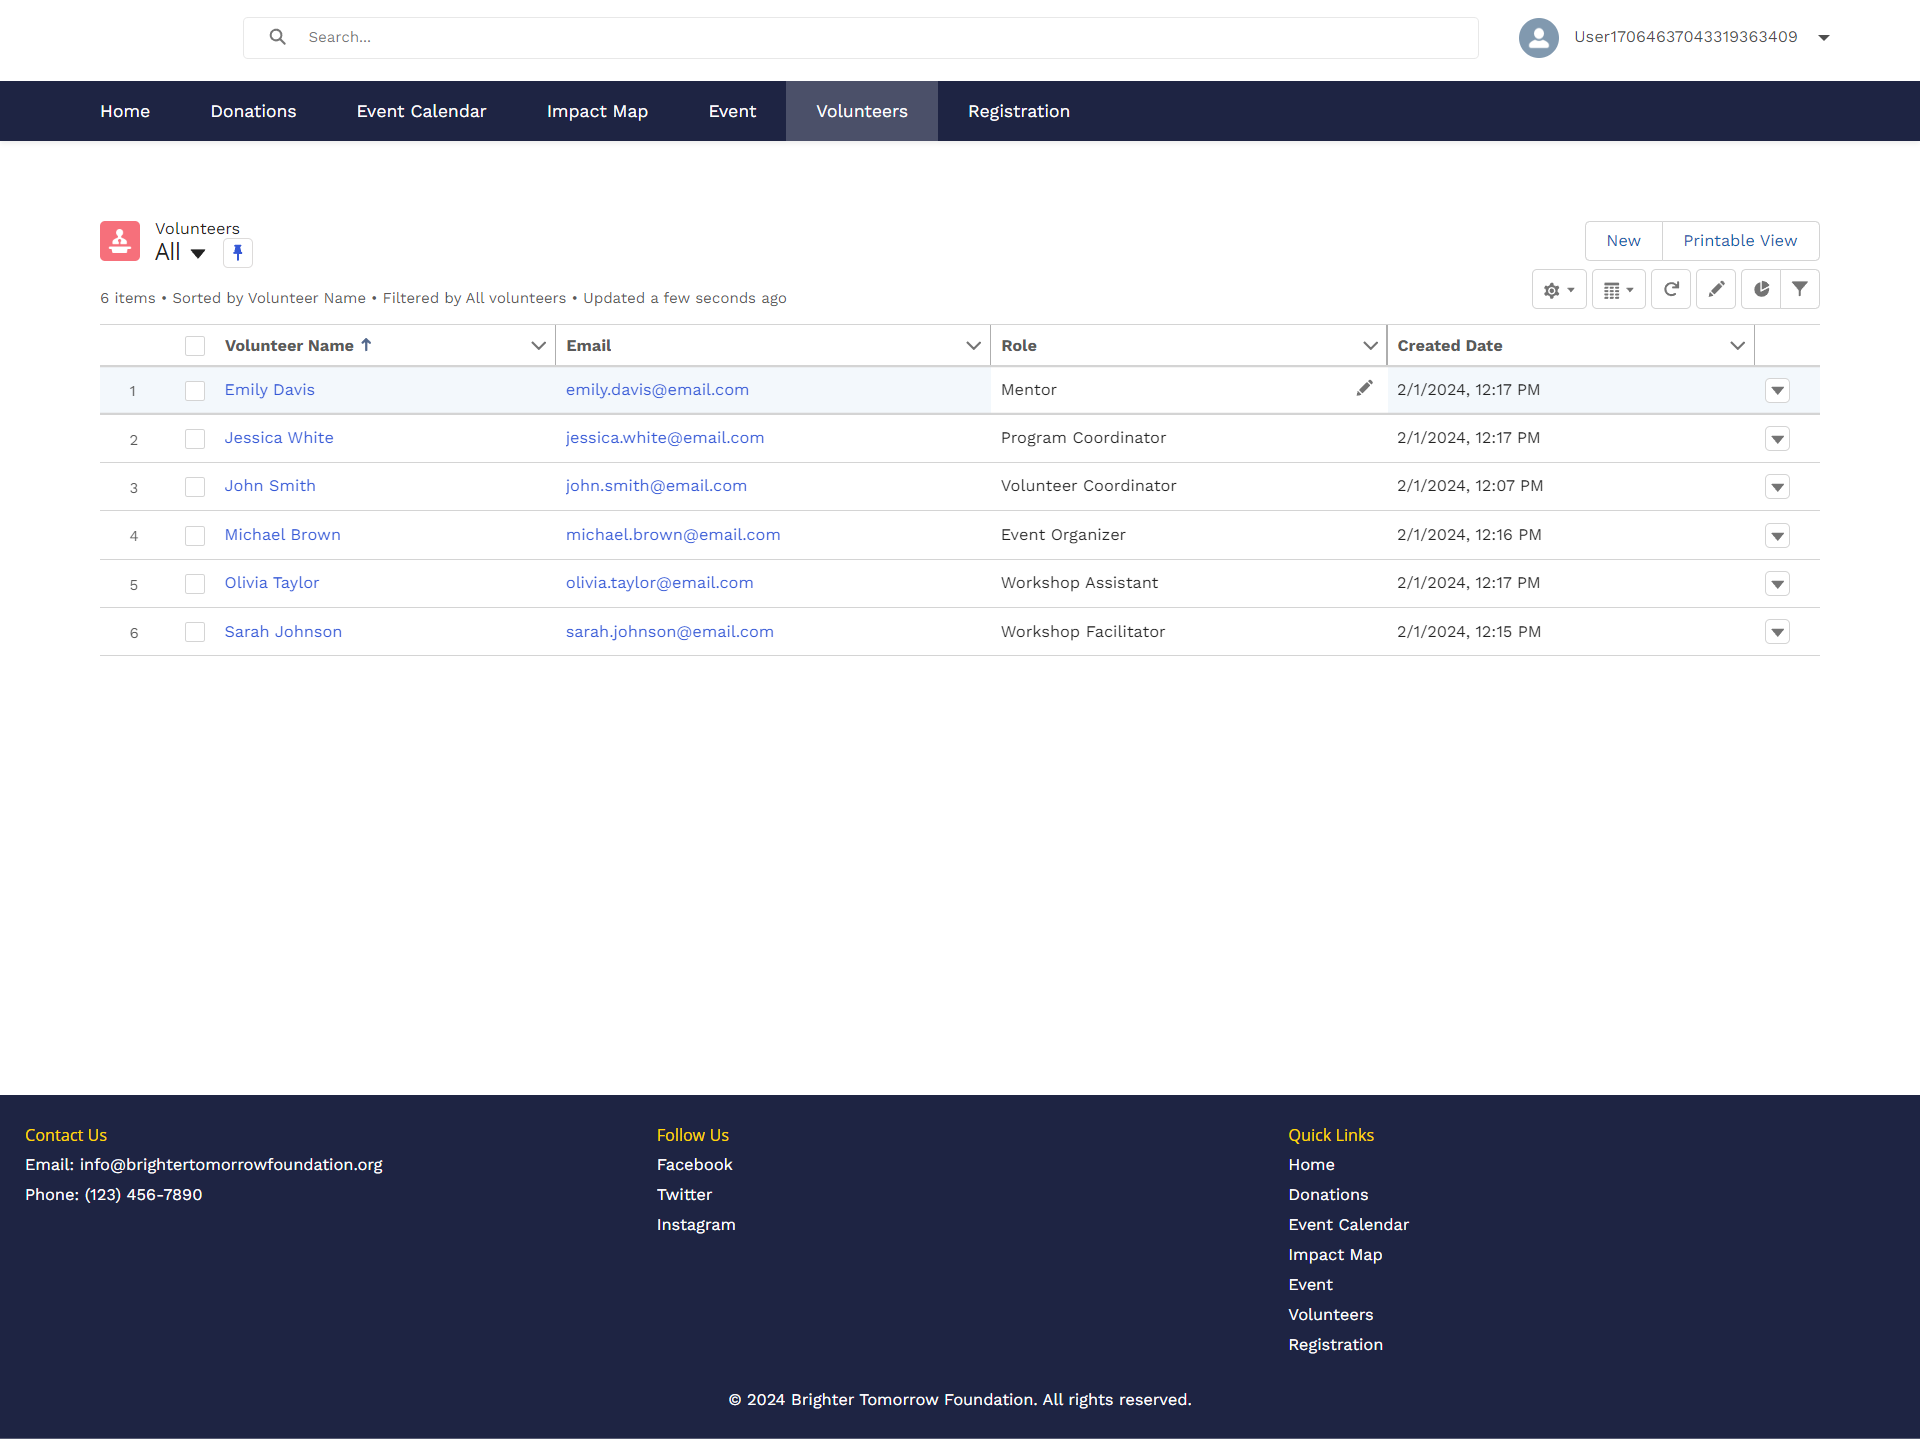 Search...
User17064637043319363409
Home Donations Event Calendar Impact Map Event Volunteers Registration
Volunteers
All
New Printable View
6 items • Sorted by Volunteer Name • Filtered by All volunteers • Updated a few seconds ago
Volunteer Name Email Role Created Date
1 Emily Davis emily.davis@email.com Mentor 2/1/2024, 12:17 PM
2 Jessica White jessica.white@email.com Program Coordinator 2/1/2024, 12:17 PM
3 John Smith john.smith@email.com Volunteer Coordinator 2/1/2024, 12:07 PM
4 Michael Brown michael.brown@email.com Event Organizer 2/1/2024, 12:16 PM
5 Olivia Taylor olivia.taylor@email.com Workshop Assistant 2/1/2024, 12:17 PM
6 Sarah Johnson sarah.johnson@email.com Workshop Facilitator 2/1/2024, 12:15 PM
Contact Us
Email: info@brightertomorrowfoundation.org
Phone: (123) 456-7890
Follow Us
Facebook
Twitter
Instagram
Quick Links
Home
Donations
Event Calendar
Impact Map
Event
Volunteers
Registration
© 2024 Brighter Tomorrow Foundation. All rights reserved.